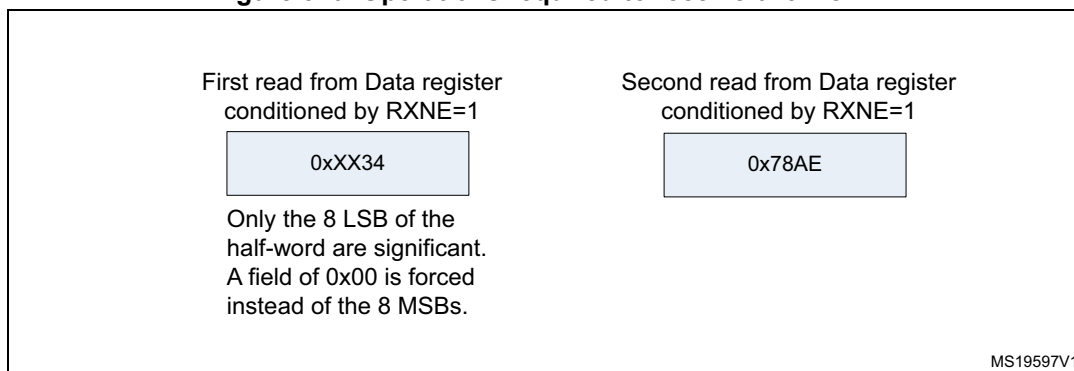 First read from Data register
conditioned by RXNE=1
0xXX34
Only the 8 LSB of the
half-word are significant.
A field of 0x00 is forced
instead of the 8 MSBs.
Second read from Data register
conditioned by RXNE=1
0x78AE
MS19597V1